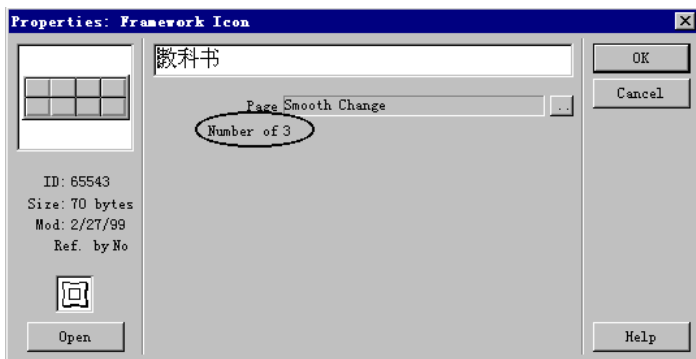 Properties: Framework Icon
教科书
OK
Page Smooth Change ..
Cancel
Number of 3
ID: 65543
Size: 70 bytes
Mod: 2/27/99
Ref. by No
Open
Help